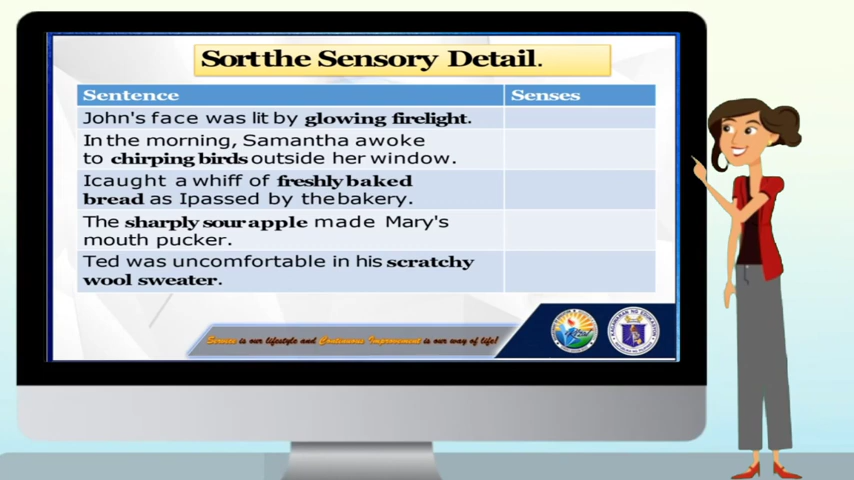 Sort the Sensory Detail.
Sentence Senses
John's face was lit by glowing firelight.
In the morning, Samantha awoke
to chirping birds outside her window.
I caught a whiff of freshly baked
bread as I passed by the bakery.
The sharply sour apple made Mary's
mouth pucker.
Ted was uncomfortable in his scratchy
wool sweater.
Service is our lifestyle and Continuous Improvement is our way of life!
KAGAWARAN NG EDUKASYON